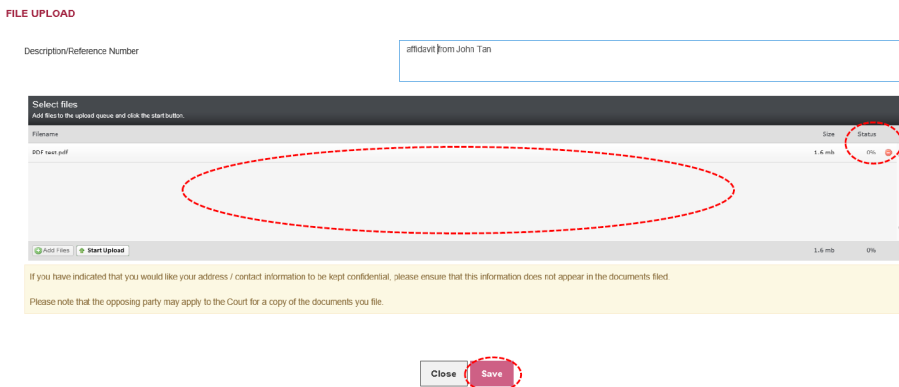 FILE UPLOAD
Description/Reference Number
affidavit from John Tan
Select files
Add files to the upload queue and click the start button.
Filename Size Status
PDF test.pdf 1.6 mb 0%
Add Files Start Upload 1.6 mb 0%
If you have indicated that you would like your address / contact information to be kept confidential, please ensure that this information does not appear in the documents filed.
Please note that the opposing party may apply to the Court for a copy of the documents you file.
Close Save